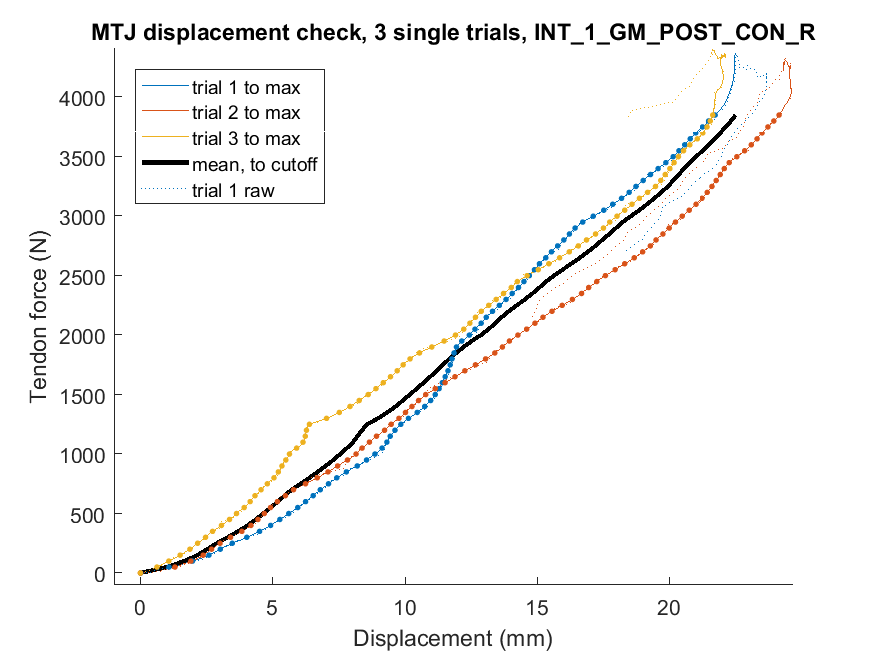 MTJ displacement check, 3 single trials, INT_1_GM_POST_CON_R
trial 1 to max
trial 2 to max
trial 3 to max
mean, to cutoff
trial 1 raw
4000
3500
3000
2500
2000
1500
1000
500
0
Tendon force (N)
0 5 10 15 20
Displacement (mm)